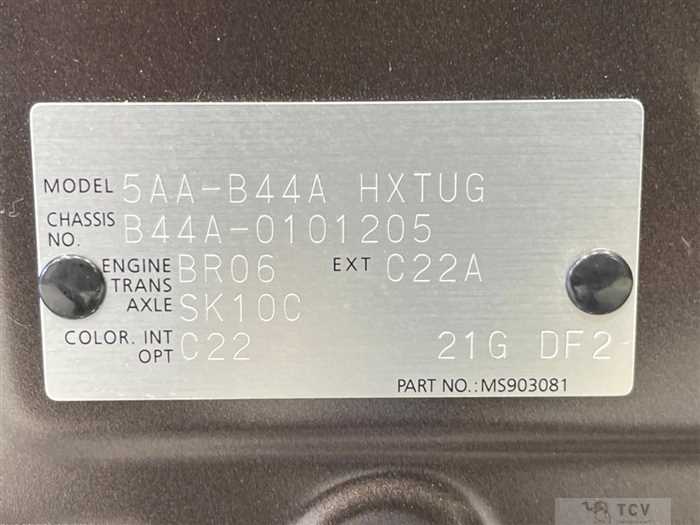 MODEL 5AA-B44A HXTUG
CHASSIS NO. B44A-0101205
ENGINE BR06 EXT C22A
TRANS AXLE SK10C
COLOR. INT C22
OPT 21G DF2
PART NO.:MS903081
TCV